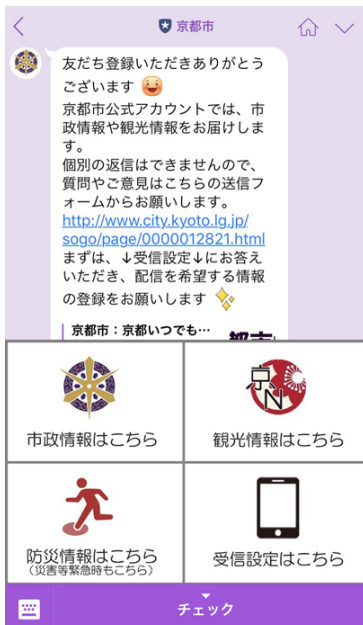 京都市
友だち登録いただきありがとう
ございます
京都市公式アカウントでは、市
政情報や観光情報をお届けしま
す。
個別の返信はできませんので、
質問やご意見はこちらの送信フ
ォームからお願いします。
http://www.city.kyoto.lg.jp/
sogo/page/0000012821.html
まずは、↓受信設定↓にお答え
いただき、配信を希望する情報
の登録をお願いします
京都市：京都いつでも…
市政情報はこちら
京
N
観光情報はこちら
防災情報はこちら
（災害等緊急時もこちら）
受信設定はこちら
チェック